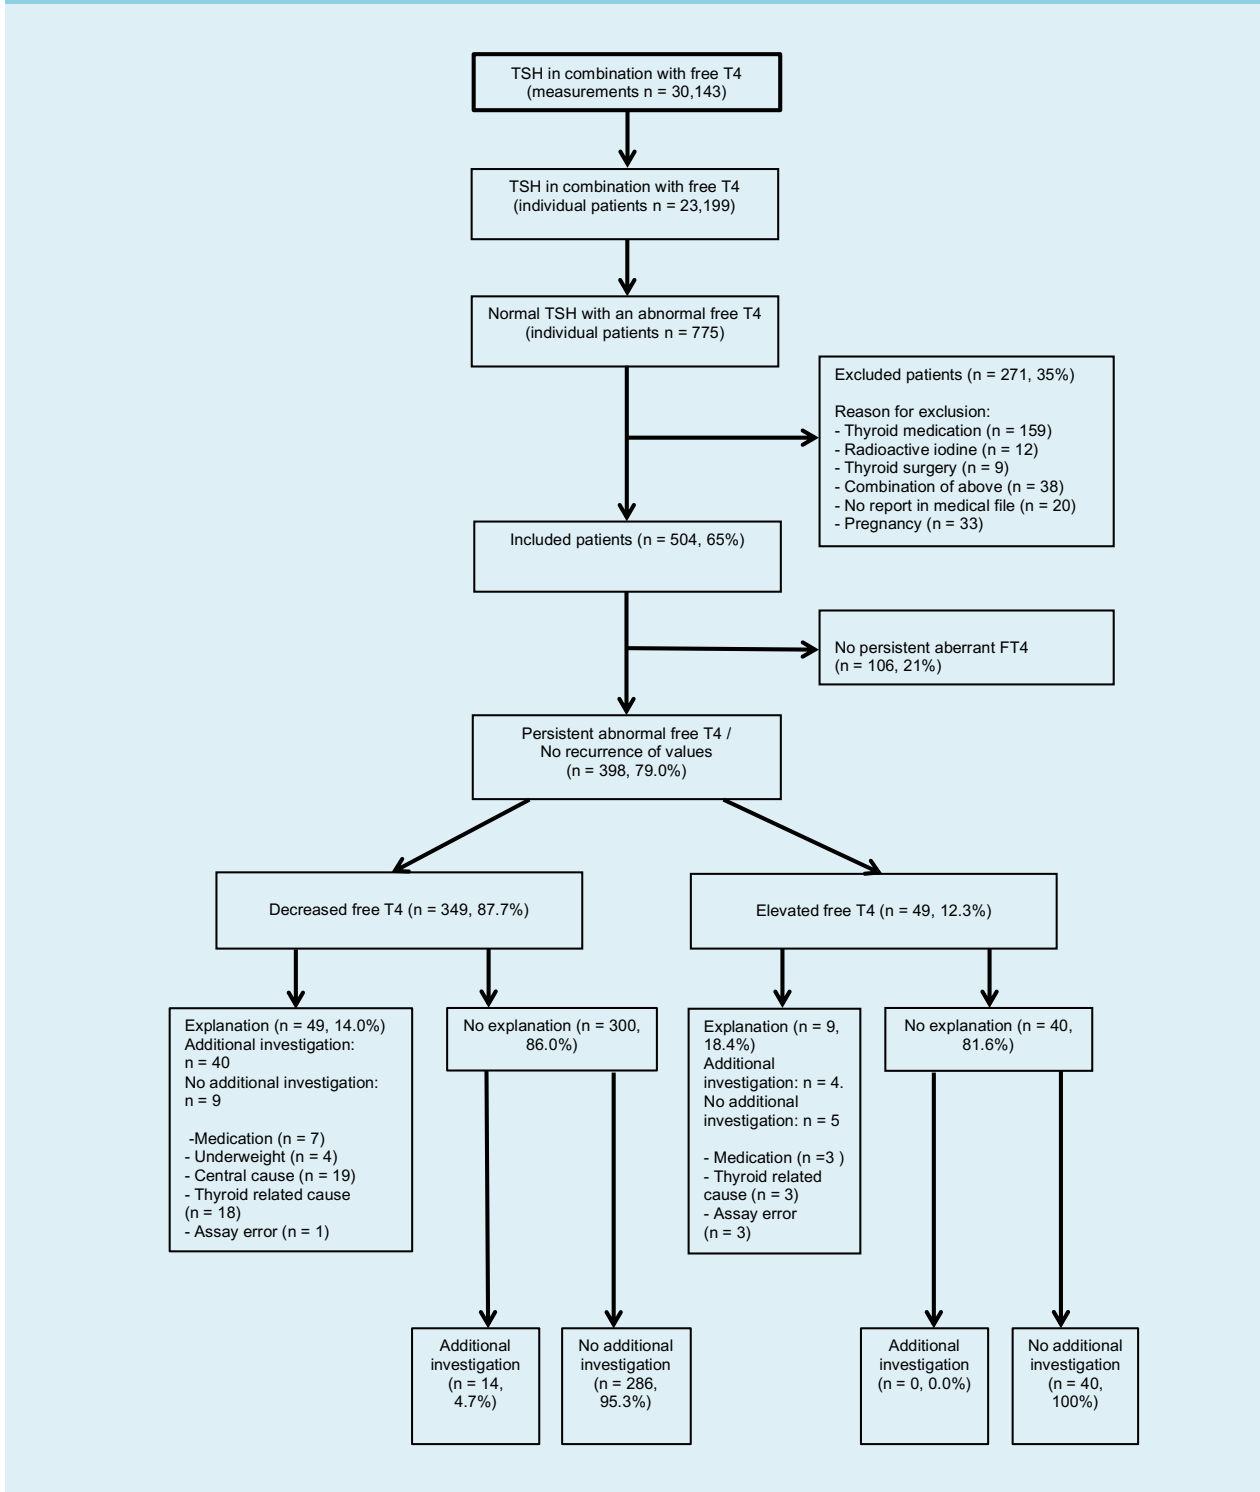 TSH in combination with free T4
(measurements n = 30,143)
TSH in combination with free T4
(individual patients n = 23,199)
Normal TSH with an abnormal free T4
(individual patients n = 775)
Excluded patients (n = 271, 35%)
Reason for exclusion:
- Thyroid medication (n = 159)
- Radioactive iodine (n = 12)
- Thyroid surgery (n = 9)
- Combination of above (n = 38)
- No report in medical file (n = 20)
- Pregnancy (n = 33)
Included patients (n = 504, 65%)
No persistent aberrant FT4
(n = 106, 21%)
Persistent abnormal free T4 /
No recurrence of values
(n = 398, 79.0%)
Decreased free T4 (n = 349, 87.7%)
Elevated free T4 (n = 49, 12.3%)
Explanation (n = 49, 14.0%)
Additional investigation:
n = 40
No additional investigation:
n = 9
-Medication (n = 7)
- Underweight (n = 4)
- Central cause (n = 19)
- Thyroid related cause
(n = 18)
- Assay error (n = 1)
No explanation (n = 300,
86.0%)
Explanation (n = 9,
18.4%)
Additional
investigation: n = 4.
No additional
investigation: n = 5
- Medication (n =3 )
- Thyroid related
cause (n = 3)
- Assay error
(n = 3)
No explanation (n = 40,
81.6%)
Additional
investigation
(n = 14,
4.7%)
No additional
investigation
(n = 286,
95.3%)
Additional
investigation
(n = 0, 0.0%)
No additional
investigation
(n = 40,
100%)